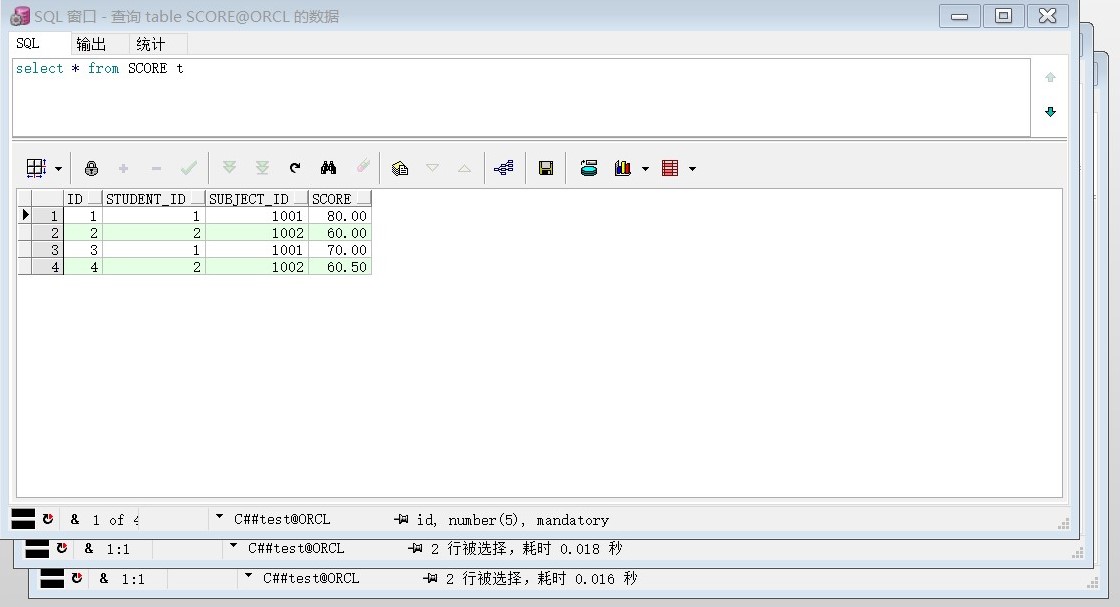 SQL 窗口 - 查询 table SCORE@ORCL 的数据
SQL 输出 统计
select * from SCORE t
ID STUDENT_ID SUBJECT_ID SCORE
1 1 1 1001 80.00
2 2 2 1002 60.00
3 3 1 1001 70.00
4 4 2 1002 60.50
& 1 of 4 C##test@ORCL id, number(5), mandatory
& 1:1 C##test@ORCL 2 行被选择，耗时 0.018 秒
& 1:1 C##test@ORCL 2 行被选择，耗时 0.016 秒